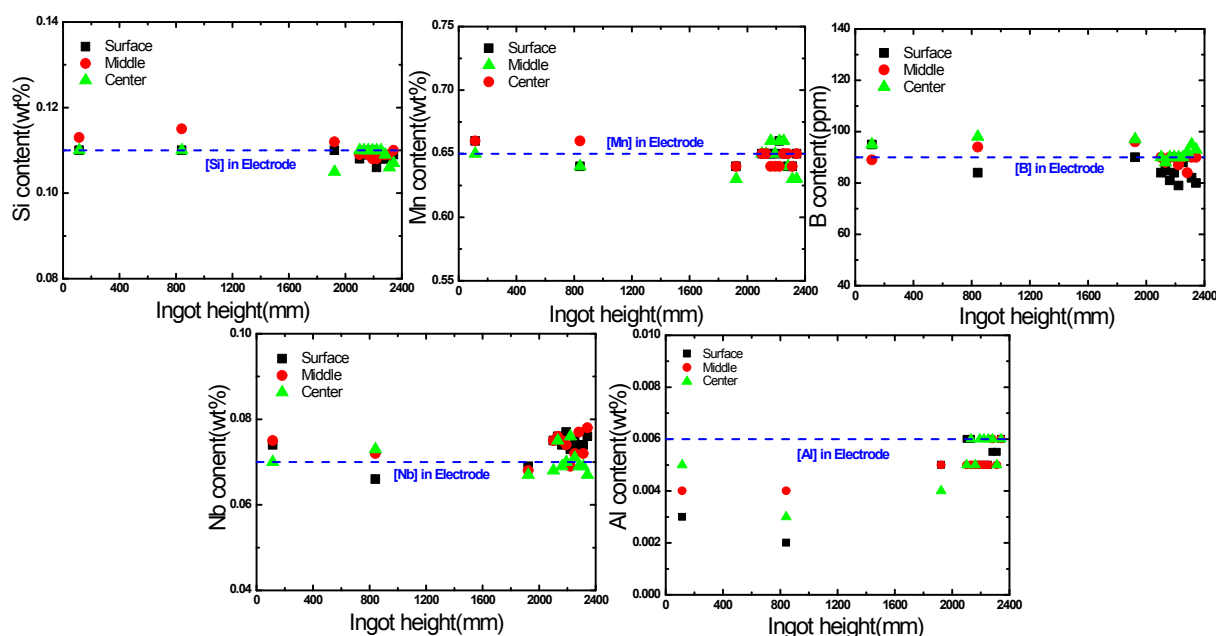 0.14
0.12
0.10
0.08
0 400 800 1200 1600 2000 2400
Si content(wt%)
Ingot height(mm)
Surface
Middle
Center
[Si] in Electrode
0.75
0.70
0.65
0.60
0.55
0 400 800 1200 1600 2000 2400
Mn content(wt%)
Ingot height(mm)
Surface
Middle
Center
[Mn] in Electrode
140
120
100
80
60
40
0 400 800 1200 1600 2000 2400
B content(ppm)
Ingot height(mm)
Surface
Middle
Center
[B] in Electrode
0.10
0.08
0.06
0.04
0 400 800 1200 1600 2000 2400
Nb content(wt%)
Ingot height(mm)
Surface
Middle
Center
[Nb] in Electrode
0.010
0.008
0.006
0.004
0.002
0.000
0 400 800 1200 1600 2000 2400
Al content(wt%)
Ingot height(mm)
Surface
Middle
Center
[Al] in Electrode